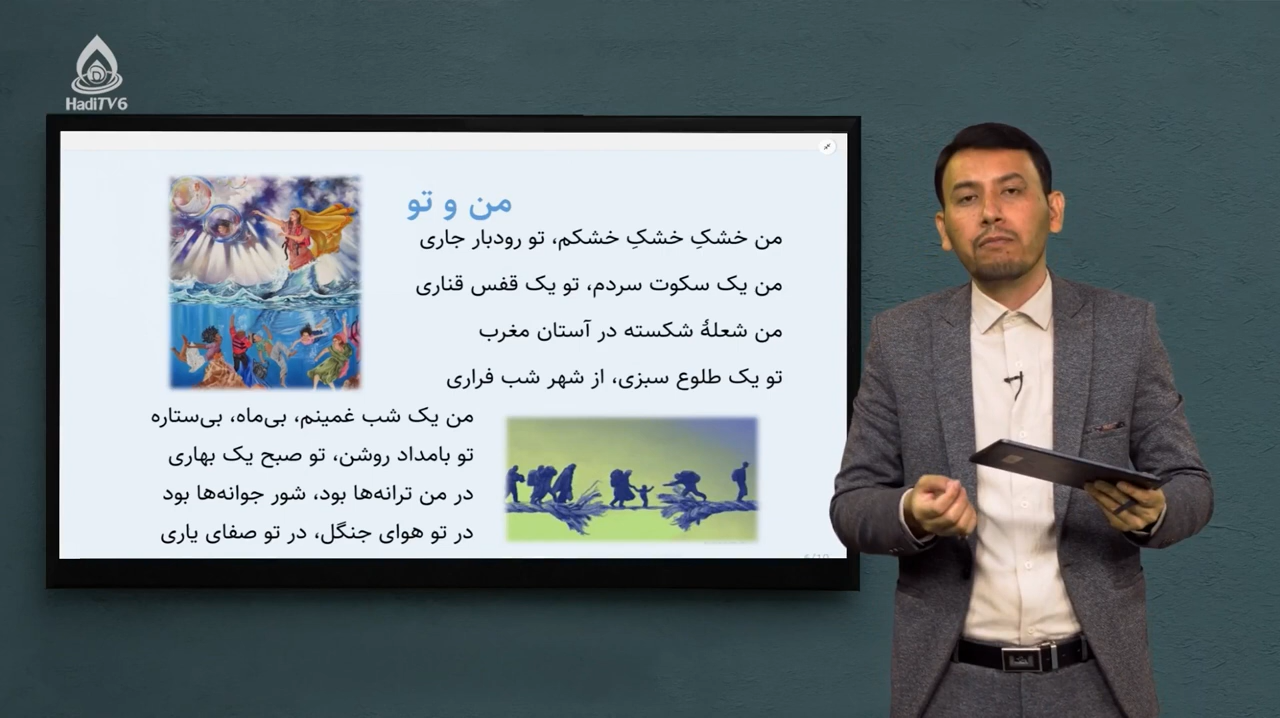 HadiTV6
من و تو
من خشکِ خشکِ خشکم، تو رودبار جاری
من یک سکوت سردم، تو یک قفس قناری
من شعلهٔ شکسته در آستان مغرب
تو یک طلوع سبزی، از شهر شب فراری
من یک شب غمینم، بی‌ماه، بی‌ستاره
تو بامداد روشن، تو صبح یک بهاری
در من ترانه‌ها بود، شور جوانه‌ها بود
در تو هوای جنگل، در تو صفای یاری